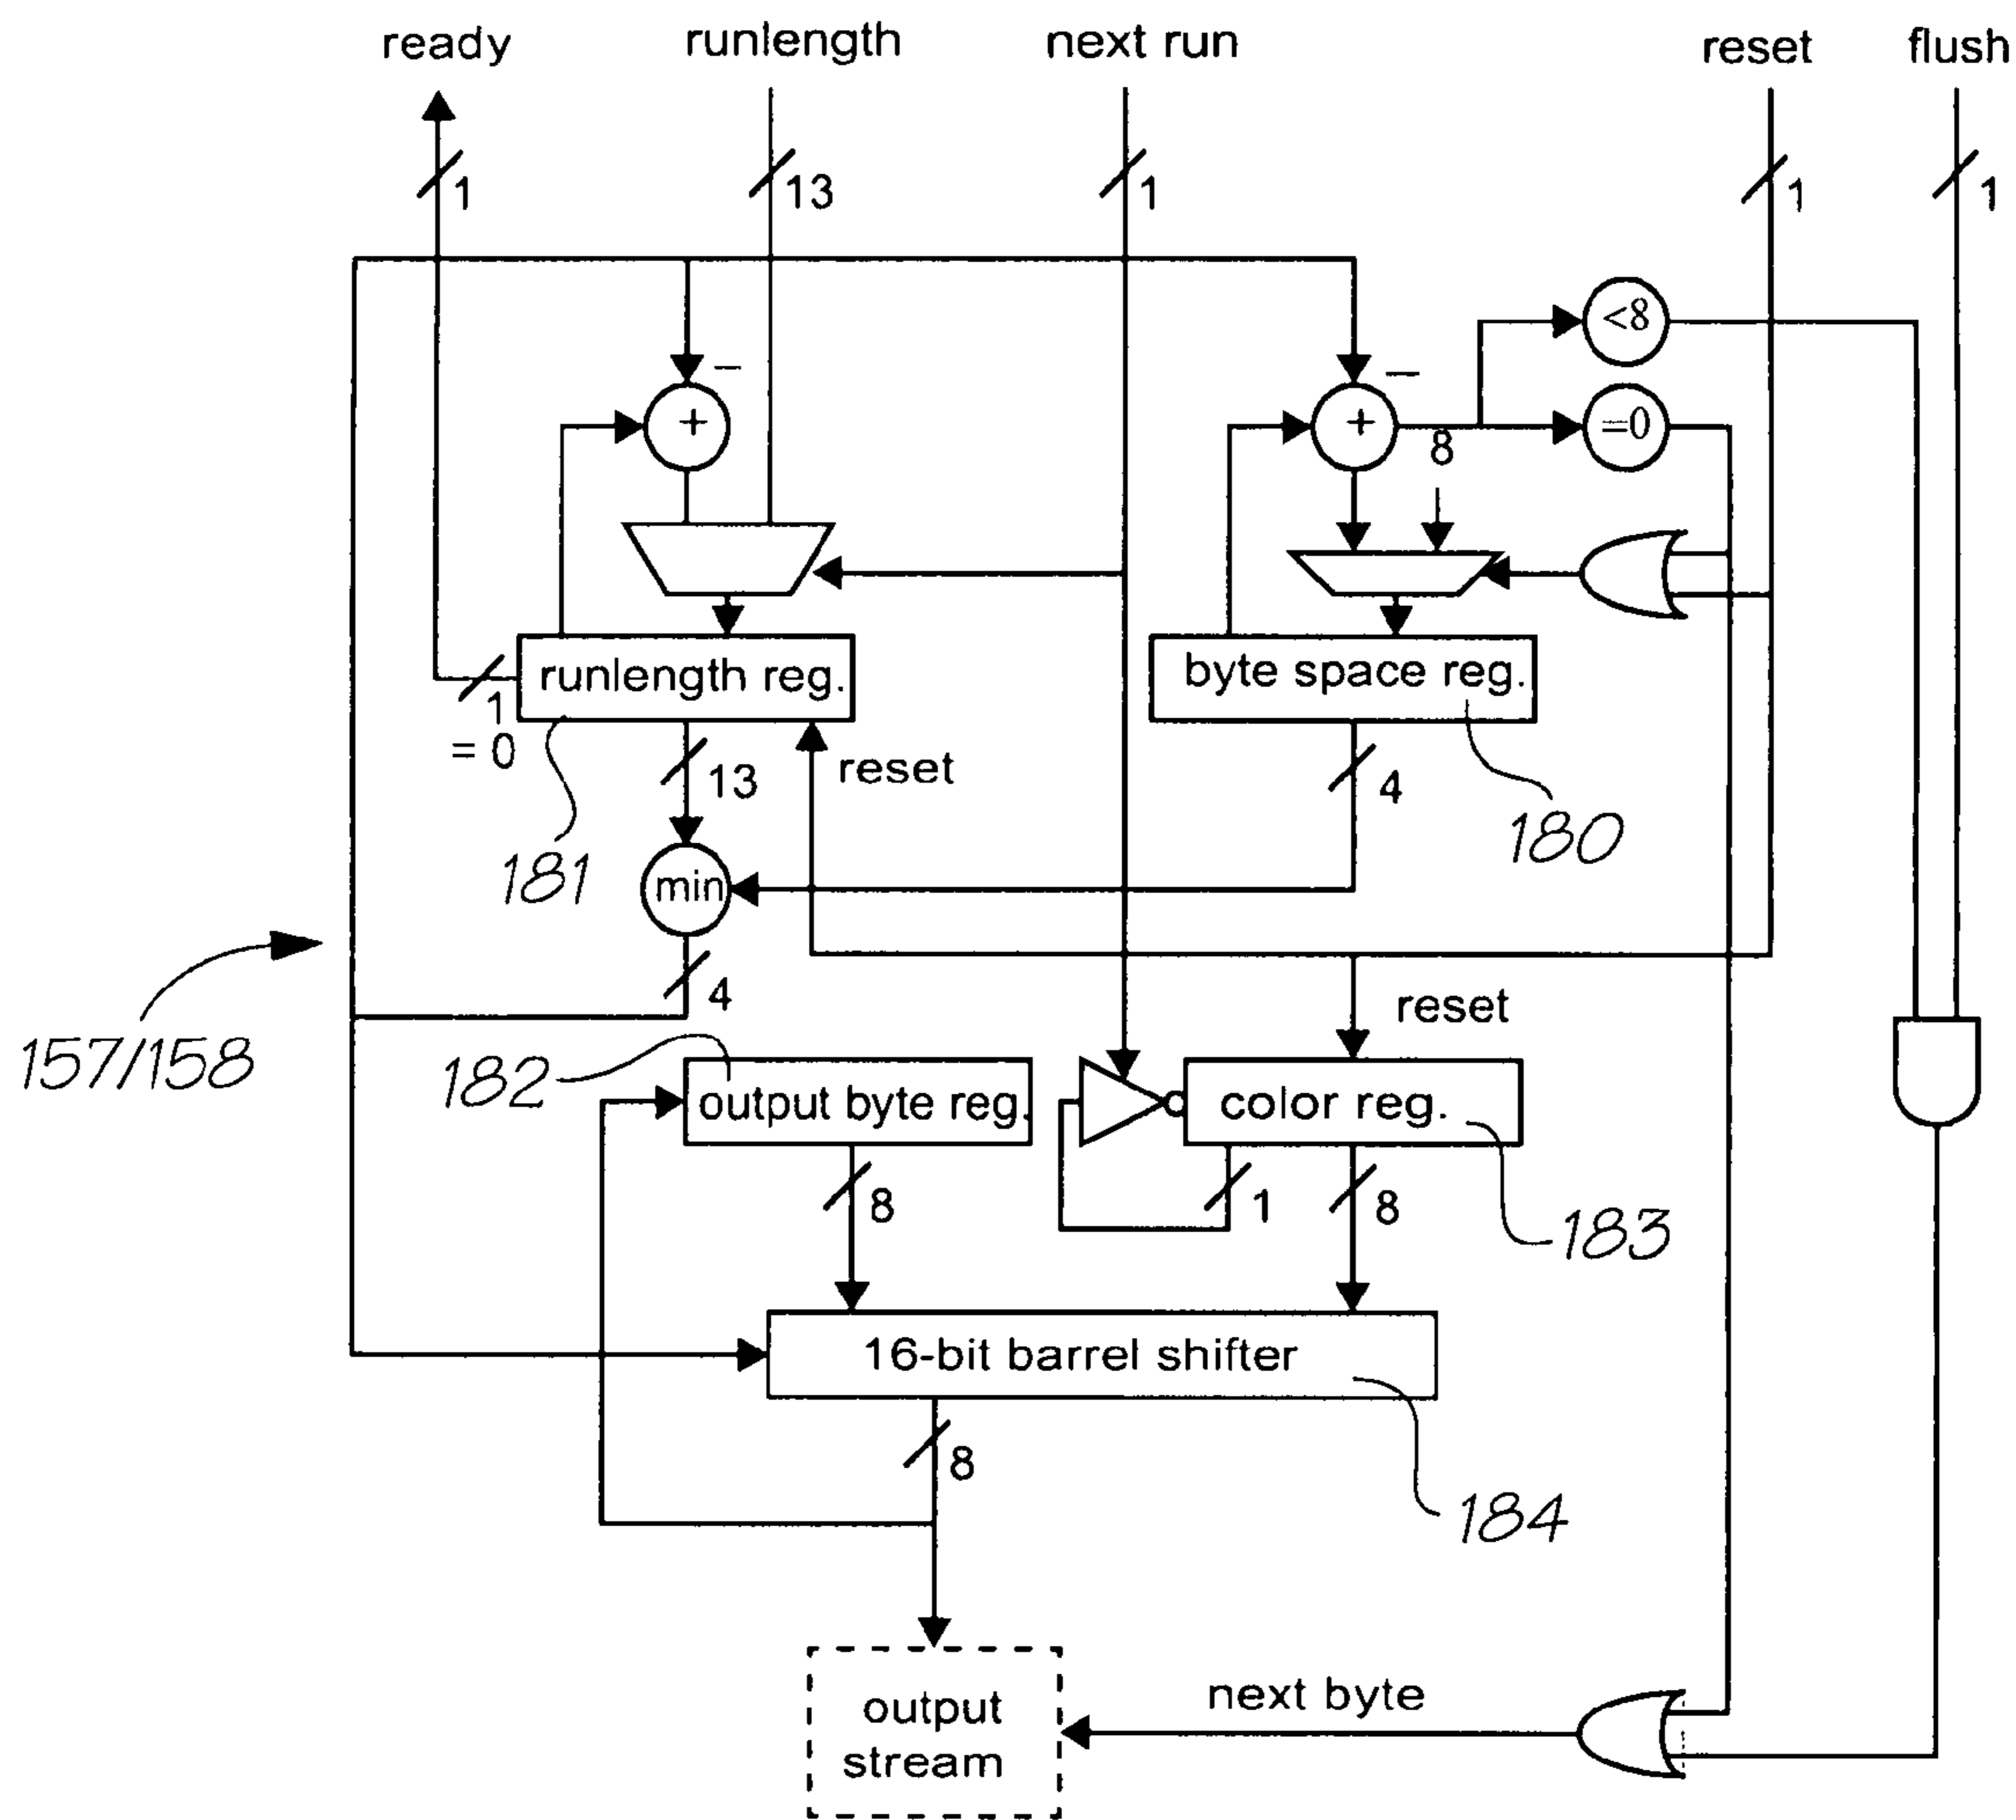 ready
runlength
next run
reset
flush
1
13
1
1
1
−
−
<8
+
+
=0
8
runlength reg.
byte space reg.
1
= 0
13
reset
4
181
180
min
4
reset
157/158
182
output byte reg.
color reg.
8
1
8
183
16-bit barrel shifter
8
184
next byte
output
stream